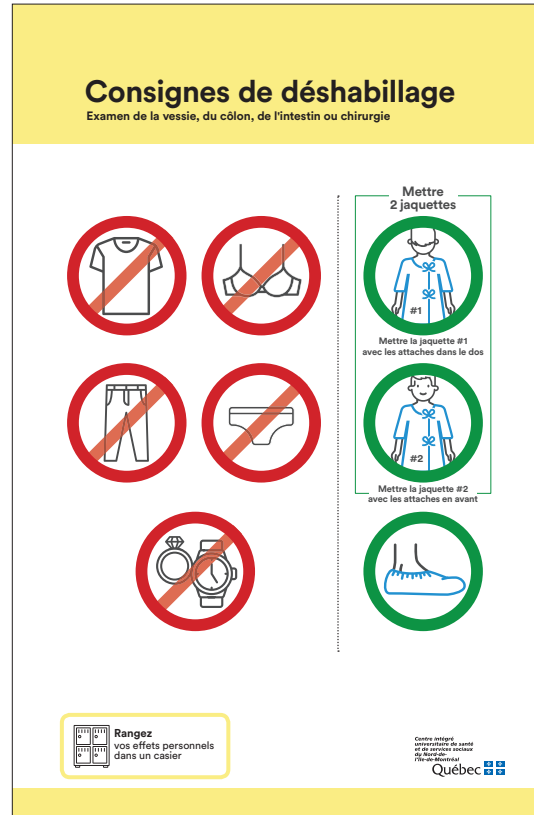 Consignes de déshabillage
Examen de la vessie, du côlon, de l'intestin ou chirurgie
Mettre
2 jaquettes
#1
Mettre la jaquette #1
avec les attaches dans le dos
#2
Mettre la jaquette #2
avec les attaches en avant
Rangez
vos effets personnels
dans un casier
Centre intégré
universitaire de santé
et de services sociaux
du Nord-de-
l'Île-de-Montréal
Québec